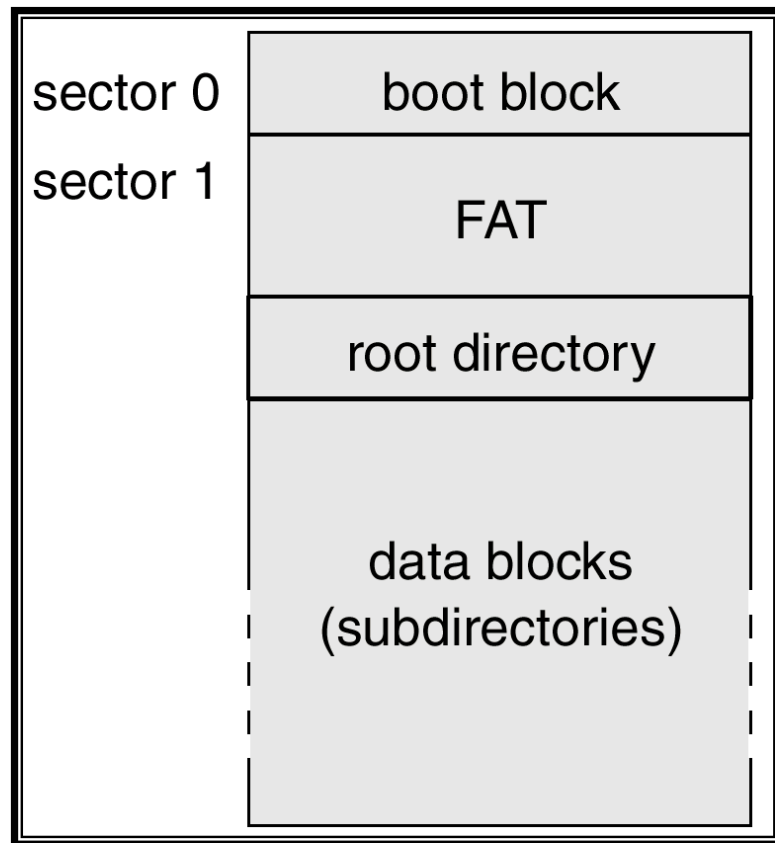 sector 0
boot block
sector 1
FAT
root directory
data blocks
(subdirectories)